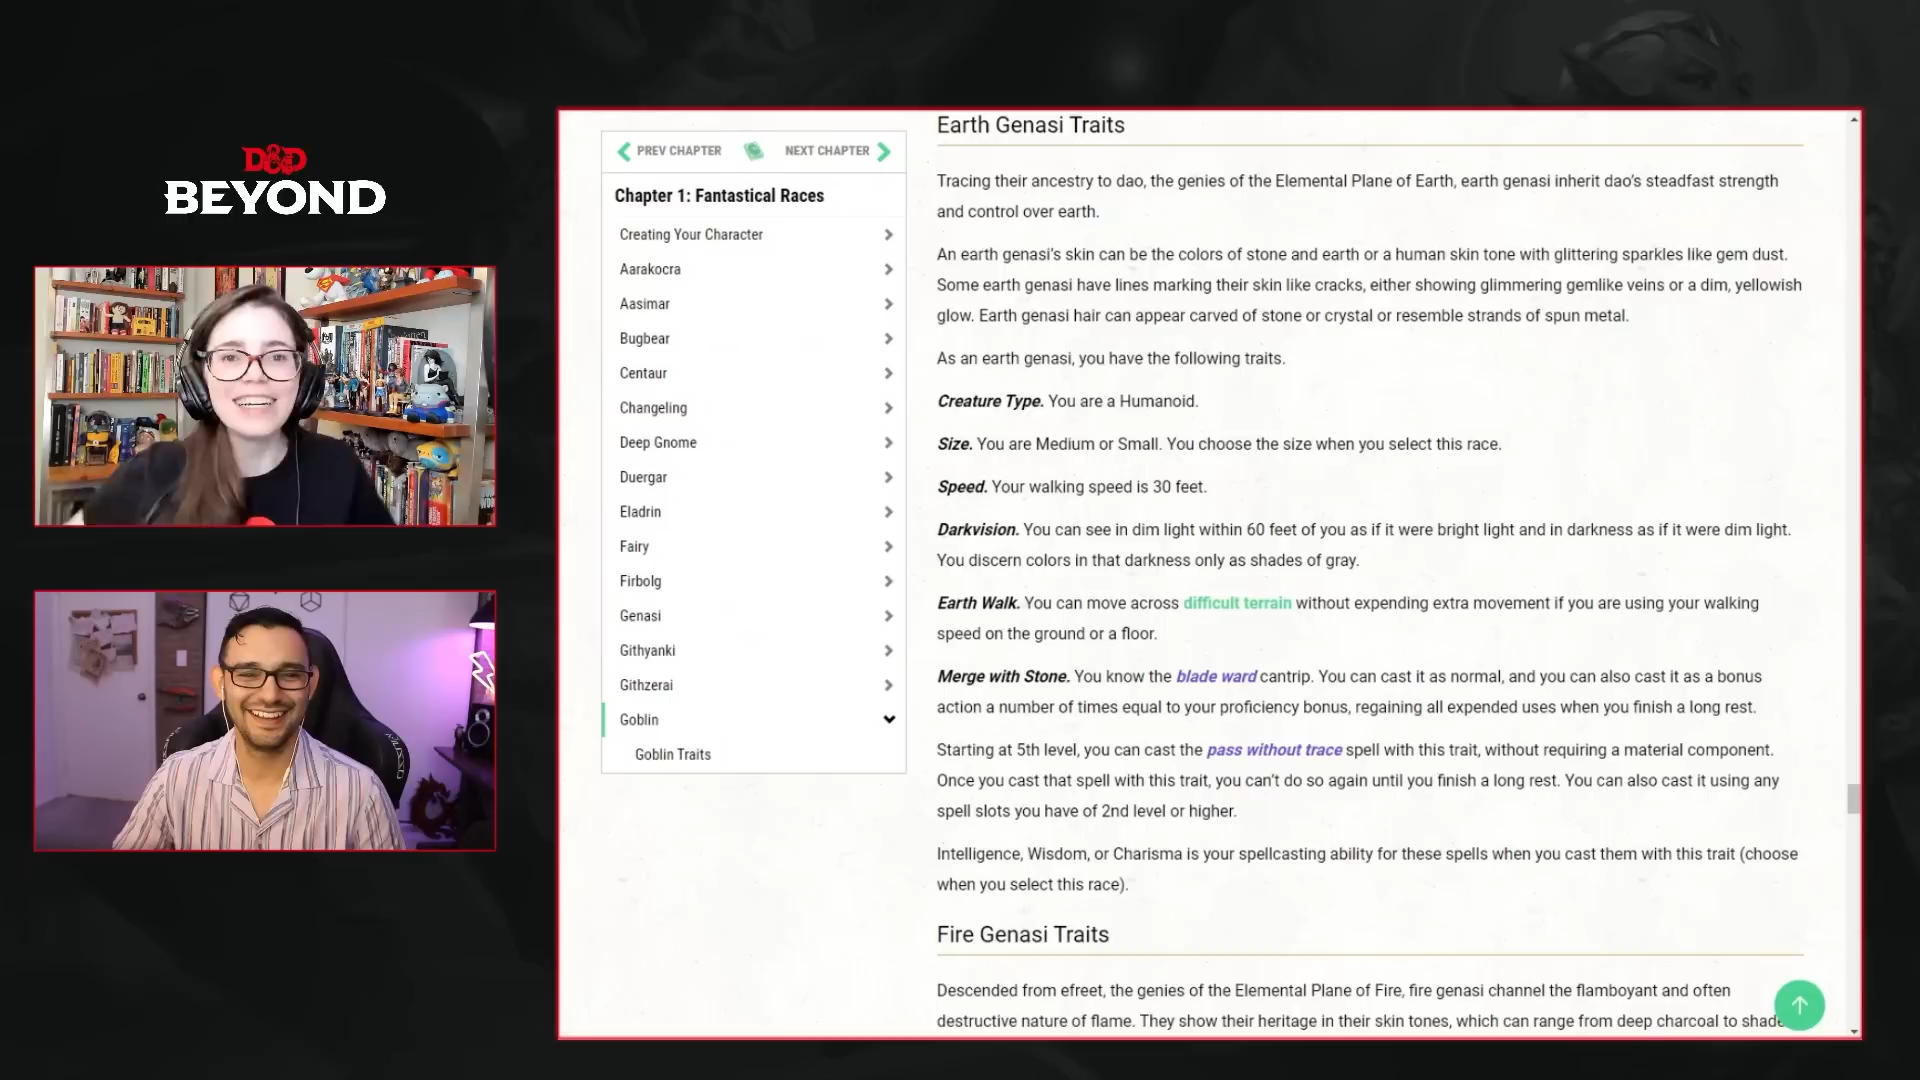 D&D
BEYOND
PREV CHAPTER
NEXT CHAPTER
Chapter 1: Fantastical Races
Creating Your Character
Aarakocra
Aasimar
Bugbear
Centaur
Changeling
Deep Gnome
Duergar
Eladrin
Fairy
Firbolg
Genasi
Githyanki
Githzerai
Goblin
Goblin Traits
Earth Genasi Traits
Tracing their ancestry to dao, the genies of the Elemental Plane of Earth, earth genasi inherit dao's steadfast strength
and control over earth.
An earth genasi's skin can be the colors of stone and earth or a human skin tone with glittering sparkles like gem dust.
Some earth genasi have lines marking their skin like cracks, either showing glimmering gemlike veins or a dim, yellowish
glow. Earth genasi hair can appear carved of stone or crystal or resemble strands of spun metal.
As an earth genasi, you have the following traits.
Creature Type. You are a Humanoid.
Size. You are Medium or Small. You choose the size when you select this race.
Speed. Your walking speed is 30 feet.
Darkvision. You can see in dim light within 60 feet of you as if it were bright light and in darkness as if it were dim light.
You discern colors in that darkness only as shades of gray.
Earth Walk. You can move across difficult terrain without expending extra movement if you are using your walking
speed on the ground or a floor.
Merge with Stone. You know the blade ward cantrip. You can cast it as normal, and you can also cast it as a bonus
action a number of times equal to your proficiency bonus, regaining all expended uses when you finish a long rest.
Starting at 5th level, you can cast the pass without trace spell with this trait, without requiring a material component.
Once you cast that spell with this trait, you can't do so again until you finish a long rest. You can also cast it using any
spell slots you have of 2nd level or higher.
Intelligence, Wisdom, or Charisma is your spellcasting ability for these spells when you cast them with this trait (choose
when you select this race).
Fire Genasi Traits
Descended from efreet, the genies of the Elemental Plane of Fire, fire genasi channel the flamboyant and often
destructive nature of flame. They show their heritage in their skin tones, which can range from deep charcoal to shade